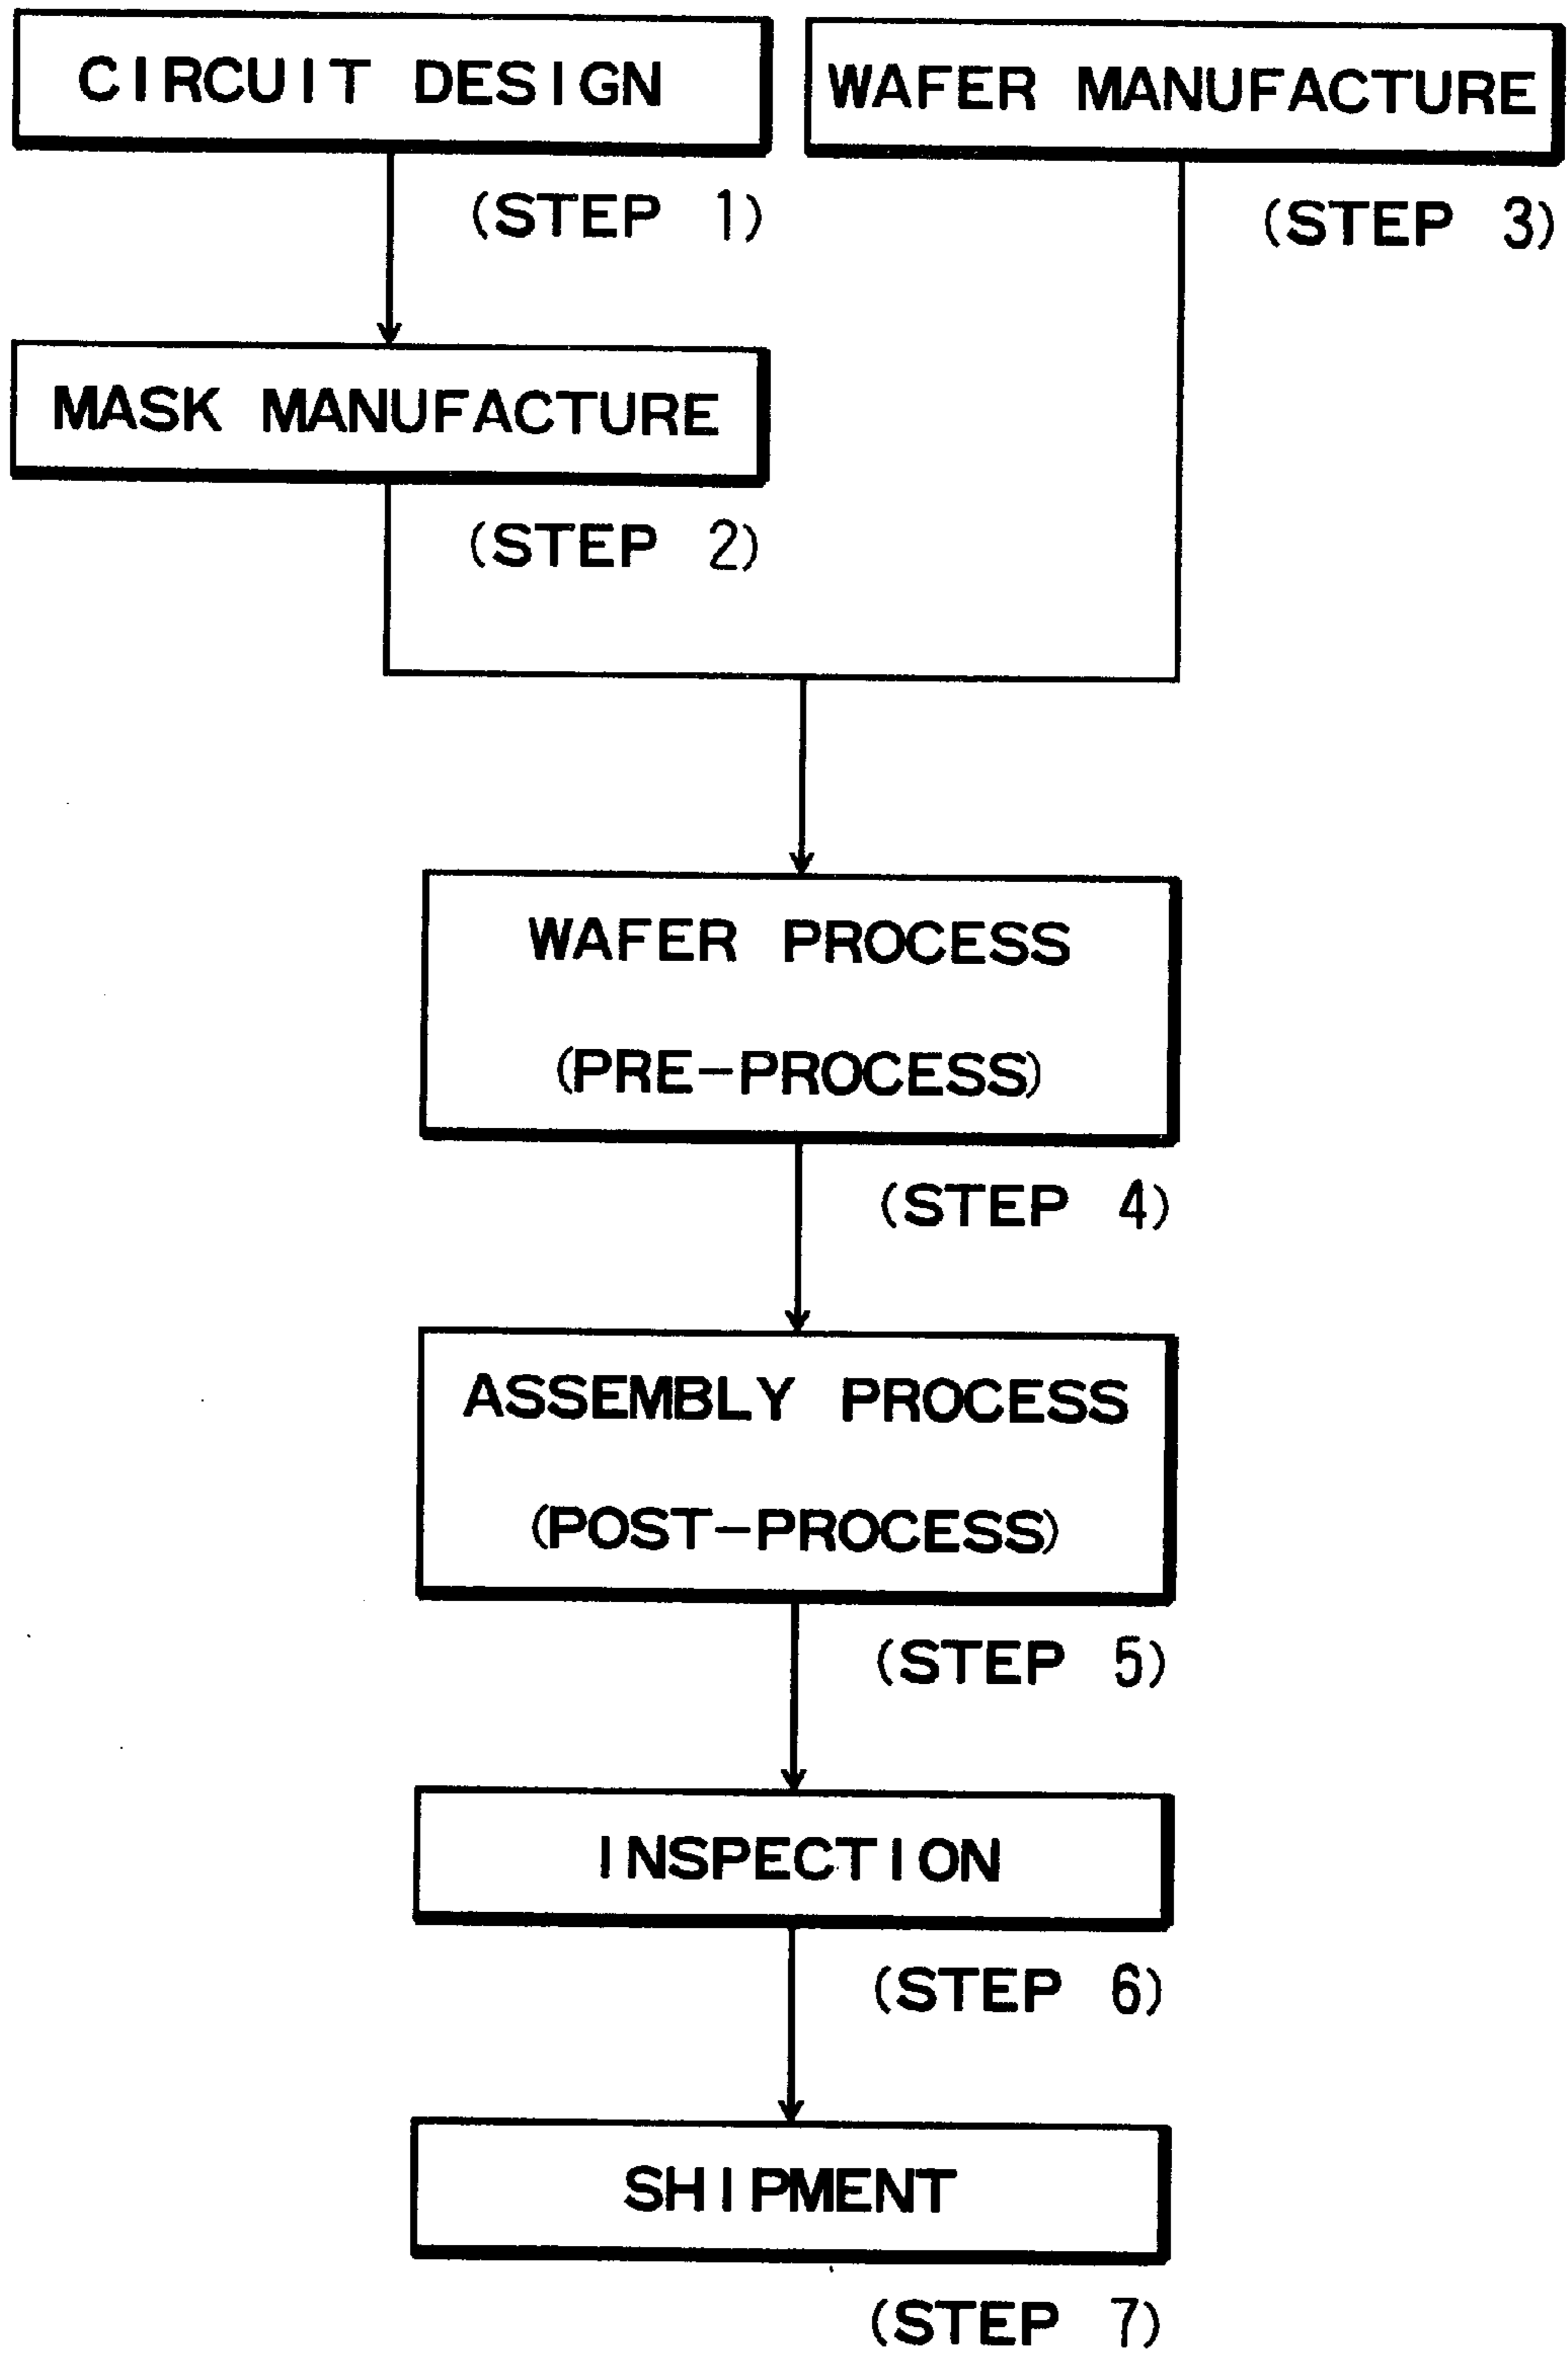 CIRCUIT DESIGN
(STEP 1)
WAFER MANUFACTURE
(STEP 3)
MASK MANUFACTURE
(STEP 2)
WAFER PROCESS
(PRE-PROCESS)
(STEP 4)
ASSEMBLY PROCESS
(POST-PROCESS)
(STEP 5)
INSPECTION
(STEP 6)
SHIPMENT
(STEP 7)